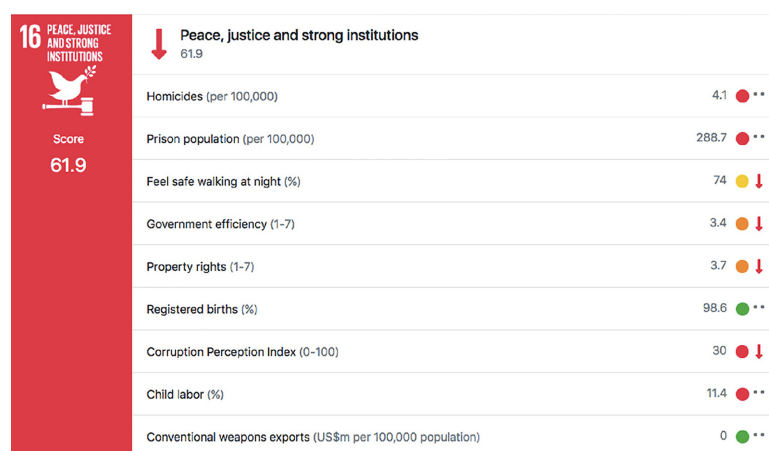 16 PEACE, JUSTICE
AND STRONG
INSTITUTIONS
Score
61.9
Peace, justice and strong institutions
61.9
Homicides (per 100,000) 4.1
Prison population (per 100,000) 288.7
Feel safe walking at night (%) 74
Government efficiency (1-7) 3.4
Property rights (1-7) 3.7
Registered births (%) 98.6
Corruption Perception Index (0-100) 30
Child labor (%) 11.4
Conventional weapons exports (US$m per 100,000 population) 0